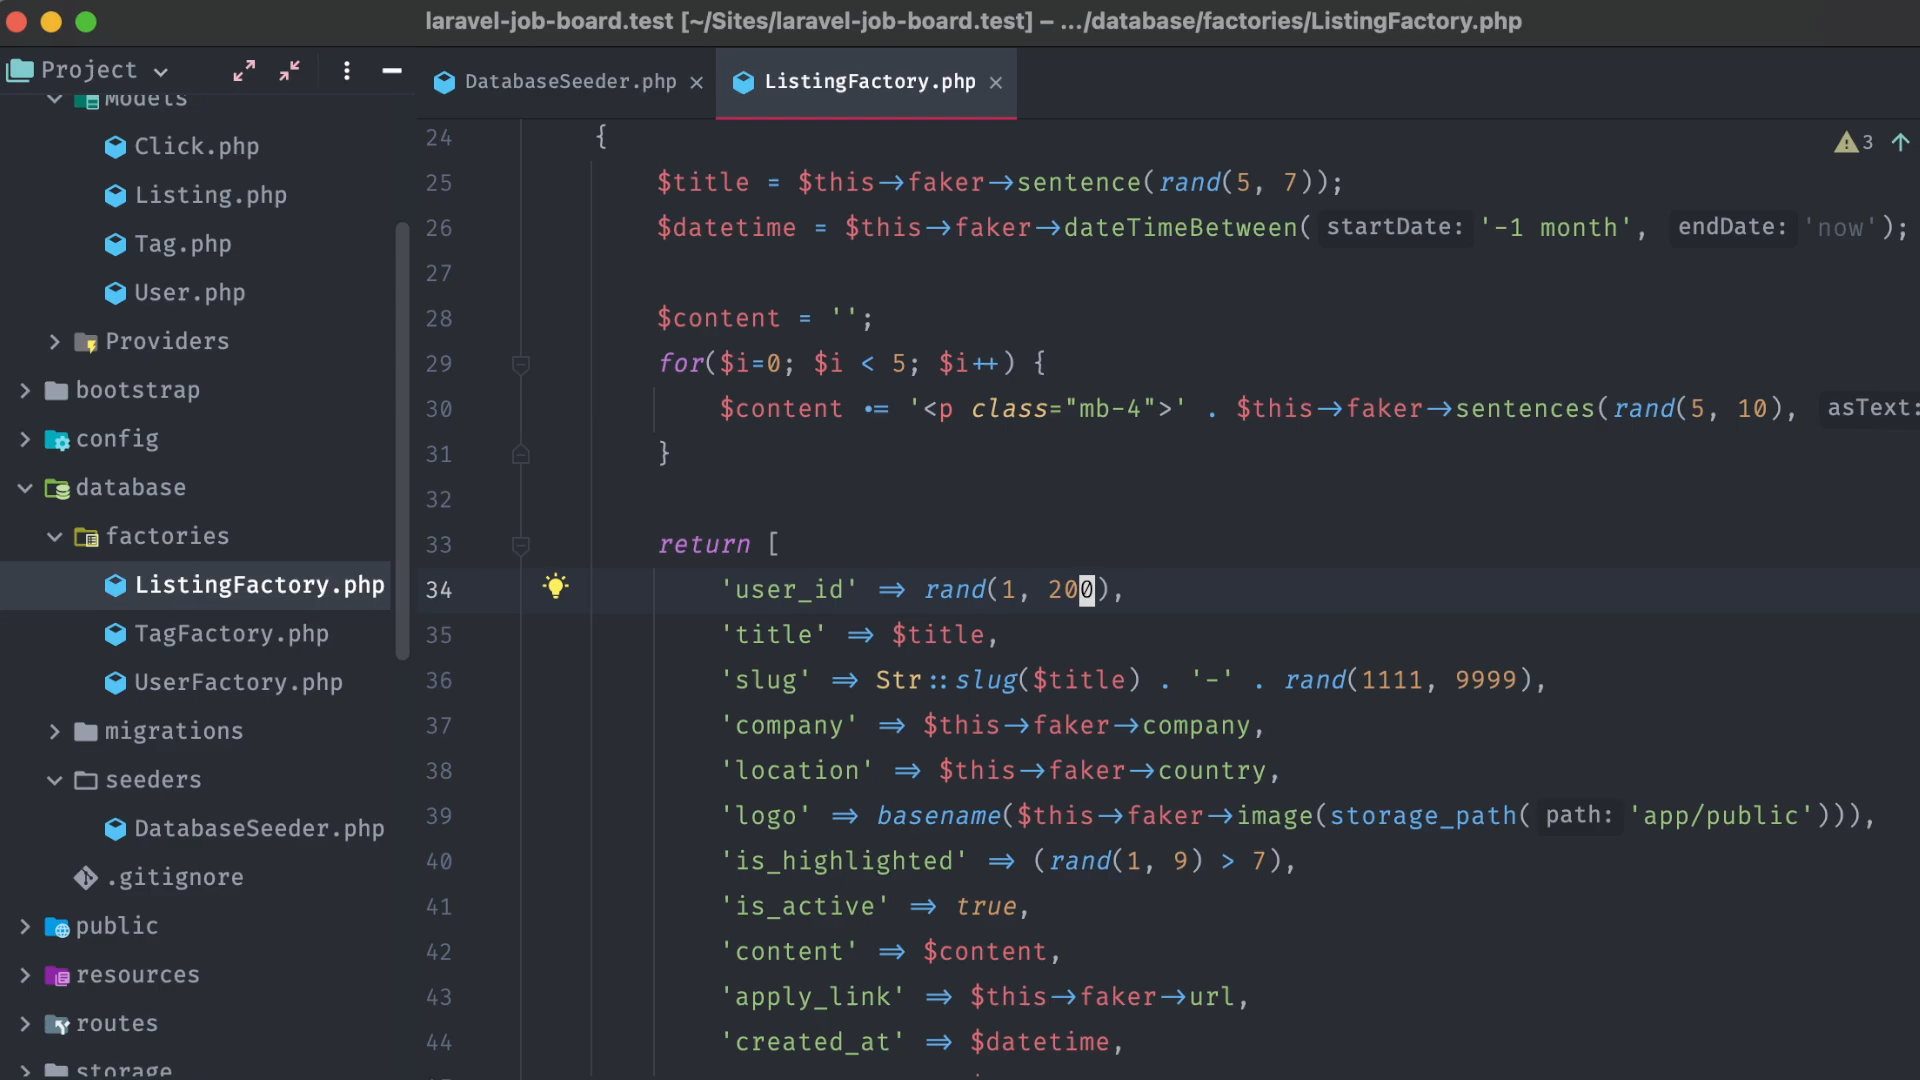 laravel-job-board.test [~/Sites/laravel-job-board.test] – .../database/factories/ListingFactory.php
Project
Models
Click.php
Listing.php
Tag.php
User.php
Providers
bootstrap
config
database
factories
ListingFactory.php
TagFactory.php
UserFactory.php
migrations
seeders
DatabaseSeeder.php
.gitignore
public
resources
routes
storage
DatabaseSeeder.php
ListingFactory.php
3
24 {
25 $title = $this->faker->sentence(rand(5, 7));
26 $datetime = $this->faker->dateTimeBetween( startDate: '-1 month', endDate: 'now');
27
28 $content = '';
29 for($i=0; $i < 5; $i++) {
30 $content .= '<p class="mb-4">' . $this->faker->sentences(rand(5, 10), asText:
31 }
32
33 return [
34 'user_id' => rand(1, 200),
35 'title' => $title,
36 'slug' => Str::slug($title) . '-' . rand(1111, 9999),
37 'company' => $this->faker->company,
38 'location' => $this->faker->country,
39 'logo' => basename($this->faker->image(storage_path( path: 'app/public'))),
40 'is_highlighted' => (rand(1, 9) > 7),
41 'is_active' => true,
42 'content' => $content,
43 'apply_link' => $this->faker->url,
44 'created_at' => $datetime,